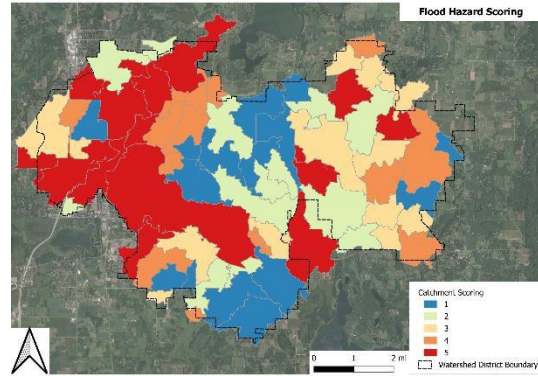 Flood Hazard Scoring
Catchment Scoring
1
2
3
4
5
Watershed District Boundary
0 1 2 mi